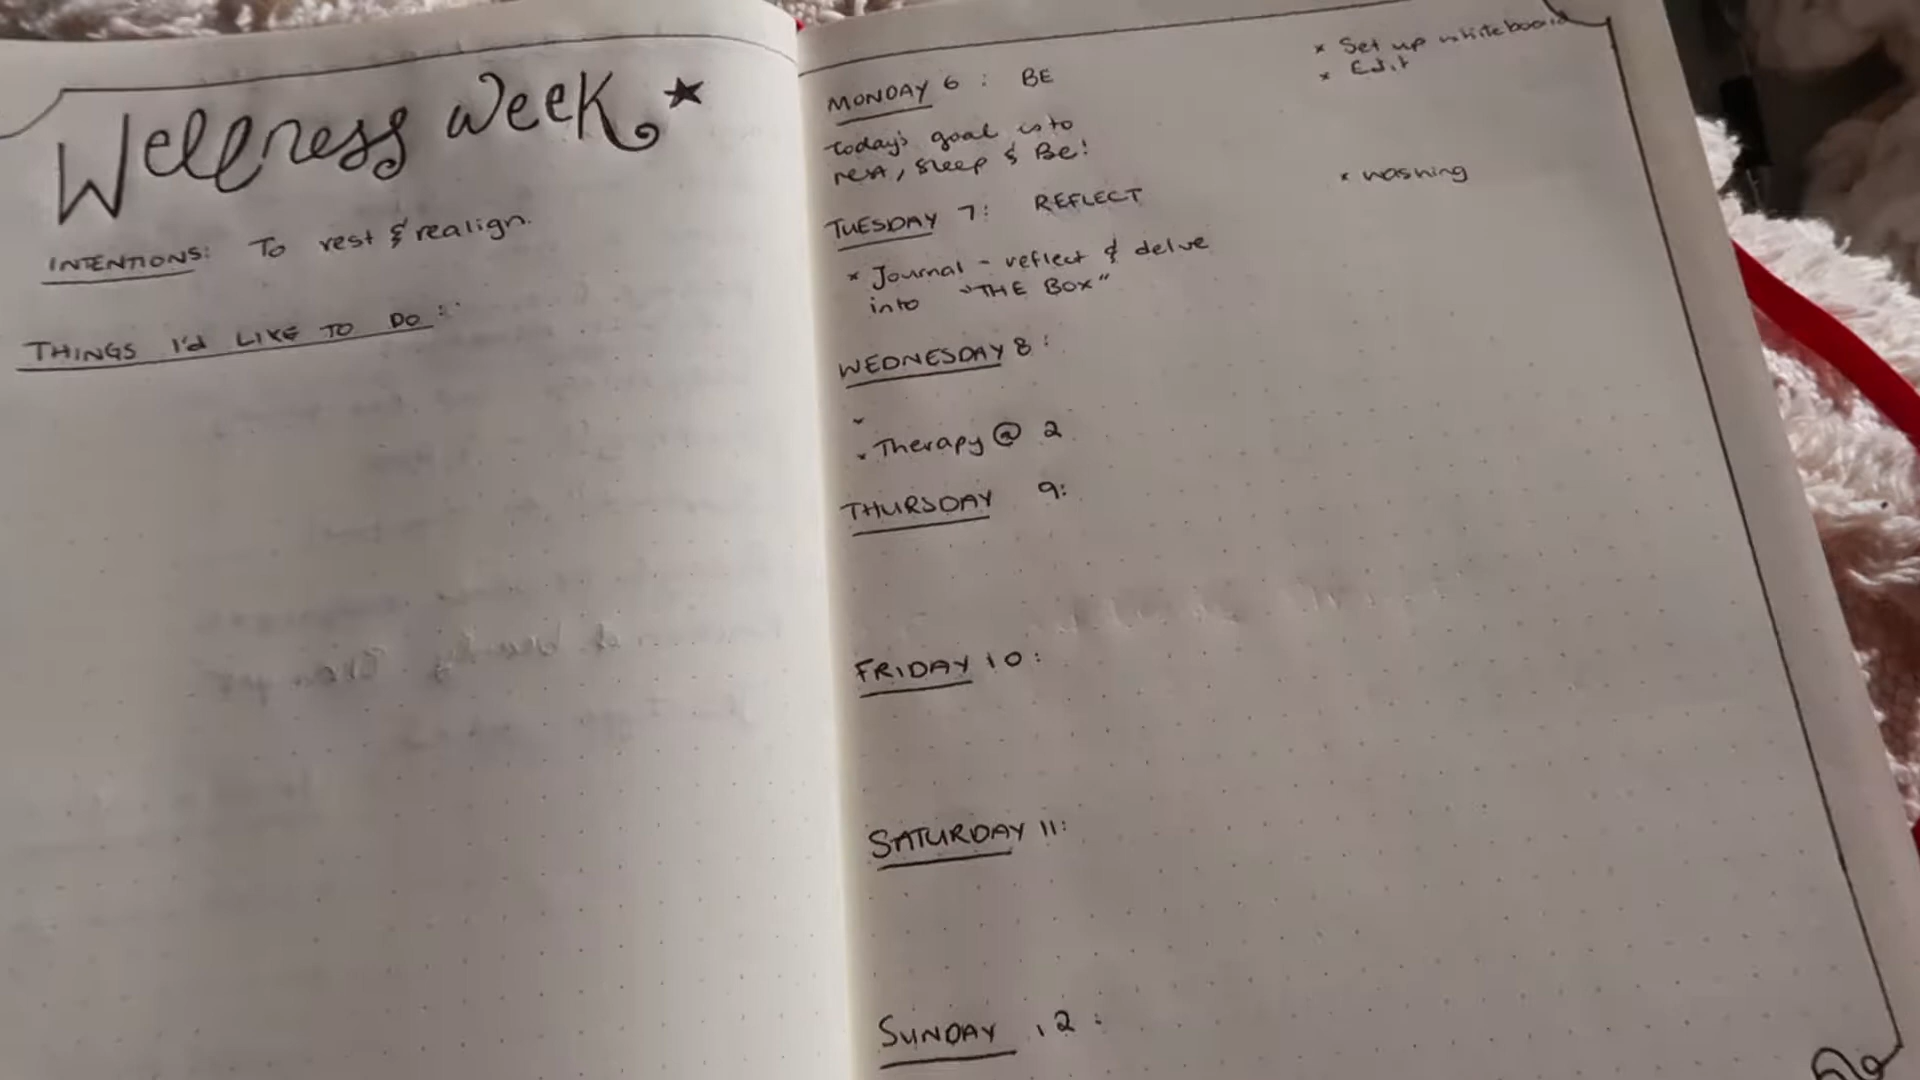 Wellness week
INTENTIONS: To rest & realign.
THINGS I'd LIKE TO DO:
MONDAY 6 : BE
today's goal is to
rest, sleep & Be!
* Set up whiteboard
* Edit
TUESDAY 7: REFLECT
* Journal - reflect & delve
into "THE BOX"
* washing
WEDNESDAY 8:
* Therapy @ 2
THURSDAY 9:
FRIDAY 10:
SATURDAY 11:
SUNDAY 12: